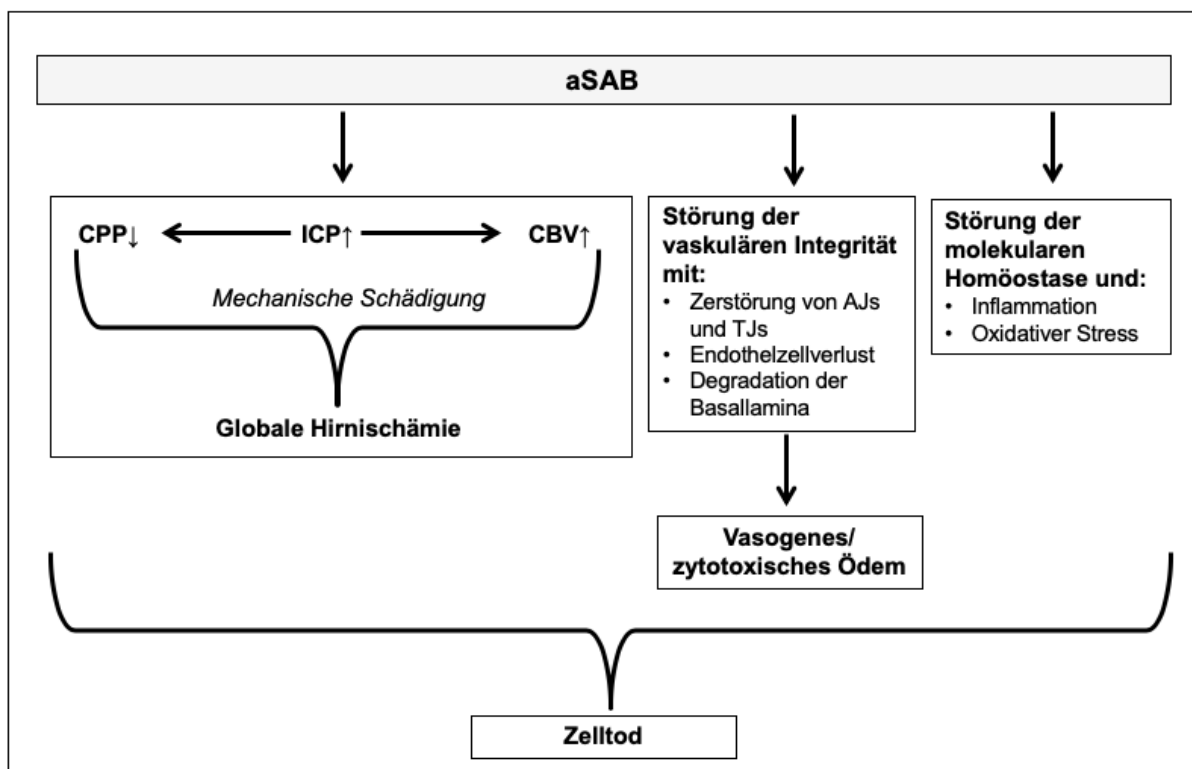 aSAB
CPP↓
ICP↑
CBV↑
Mechanische Schädigung
Globale Hirnischämie
Störung der
vaskulären Integrität
mit:
• Zerstörung von AJs
und TJs
• Endothelzellverlust
• Degradation der
Basallamina
Störung der
molekularen
Homöostase und:
• Inflammation
• Oxidativer Stress
Vasogenes/
zytotoxisches Ödem
Zelltod